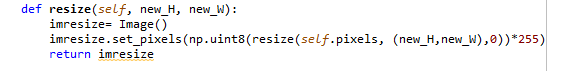 def resize(self, new_H, new_W):
imresize= Image()
imresize.set_pixels(np.uint8(resize(self.pixels, (new_H,new_W),0))*255)
return imresize